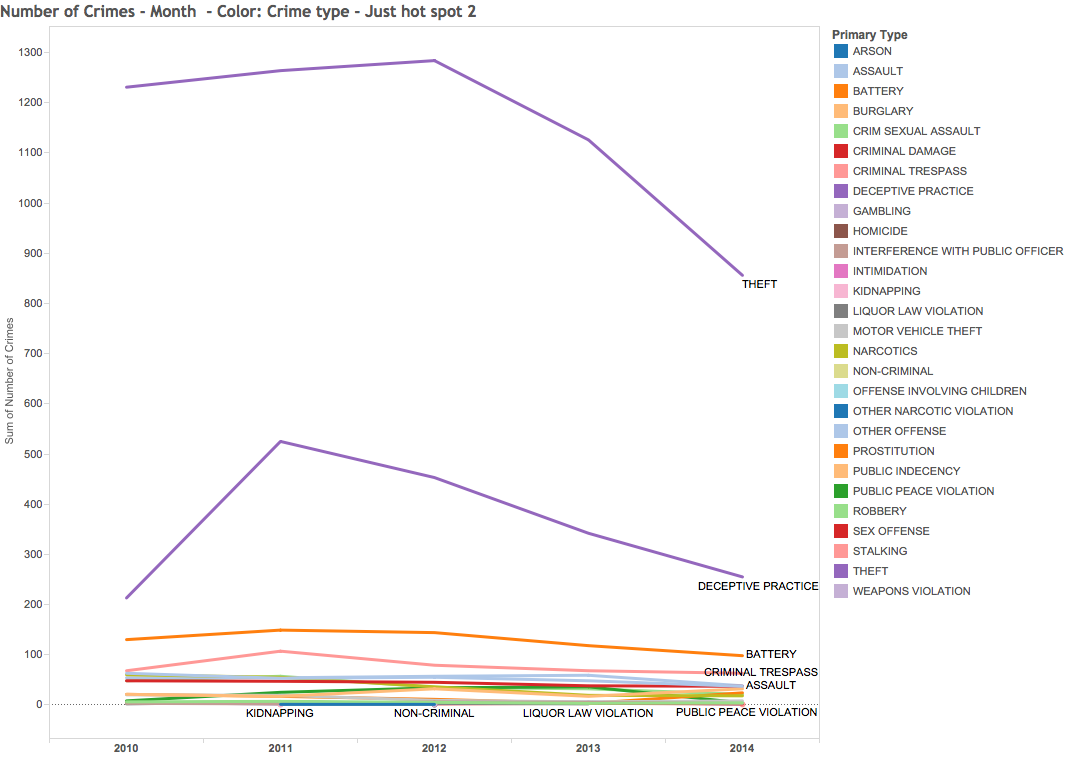 Number of Crimes - Month - Color: Crime type - Just hot spot 2
Sum of Number of Crimes
1300
1200
1100
1000
900
800
700
600
500
400
300
200
100
0
THEFT
DECEPTIVE PRACTICE
BATTERY
CRIMINAL TRESPASS
ASSAULT
KIDNAPPING NON-CRIMINAL LIQUOR LAW VIOLATION PUBLIC PEACE VIOLATION
2010 2011 2012 2013 2014
Primary Type
ARSON
ASSAULT
BATTERY
BURGLARY
CRIM SEXUAL ASSAULT
CRIMINAL DAMAGE
CRIMINAL TRESPASS
DECEPTIVE PRACTICE
GAMBLING
HOMICIDE
INTERFERENCE WITH PUBLIC OFFICER
INTIMIDATION
KIDNAPPING
LIQUOR LAW VIOLATION
MOTOR VEHICLE THEFT
NARCOTICS
NON-CRIMINAL
OFFENSE INVOLVING CHILDREN
OTHER NARCOTIC VIOLATION
OTHER OFFENSE
PROSTITUTION
PUBLIC INDECENCY
PUBLIC PEACE VIOLATION
ROBBERY
SEX OFFENSE
STALKING
THEFT
WEAPONS VIOLATION